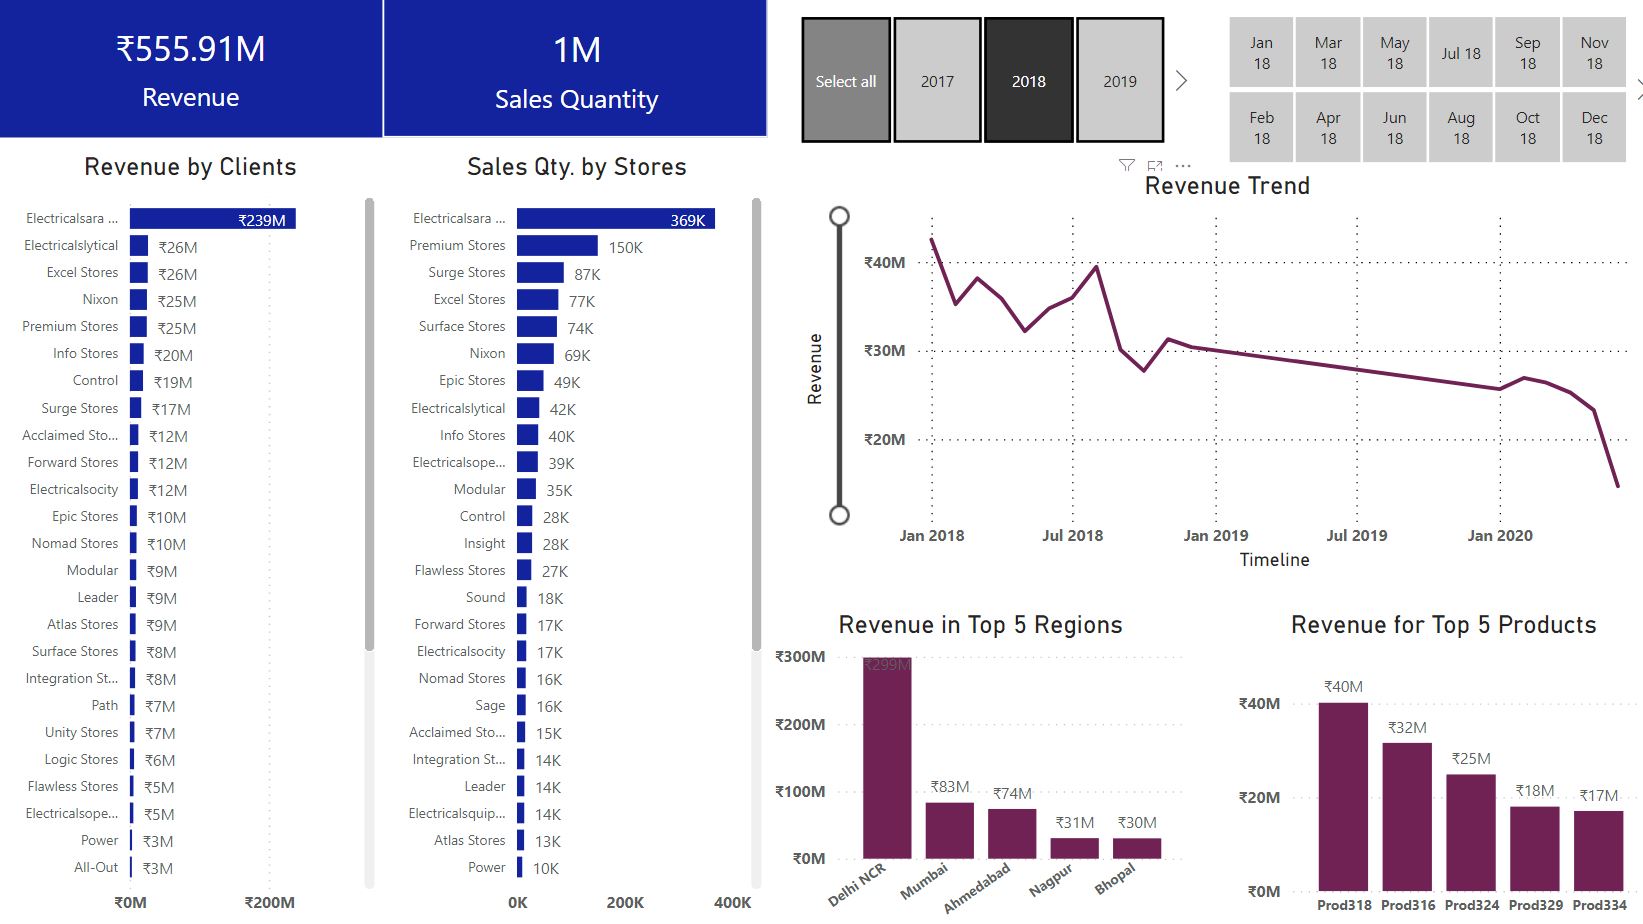 ₹555.91M
Revenue
1M
Sales Quantity
Select all
2017
2018
2019
Jan 18
Mar 18
May 18
Jul 18
Sep 18
Nov 18
Feb 18
Apr 18
Jun 18
Aug 18
Oct 18
Dec 18
Revenue by Clients
Electricalsara ... ₹239M
Electricalslytical ₹26M
Excel Stores ₹26M
Nixon ₹25M
Premium Stores ₹25M
Info Stores ₹20M
Control ₹19M
Surge Stores ₹17M
Acclaimed Sto... ₹12M
Forward Stores ₹12M
Electricalsocity ₹12M
Epic Stores ₹10M
Nomad Stores ₹10M
Modular ₹9M
Leader ₹9M
Atlas Stores ₹9M
Surface Stores ₹8M
Integration St... ₹8M
Path ₹7M
Unity Stores ₹7M
Logic Stores ₹6M
Flawless Stores ₹5M
Electricalsope... ₹5M
Power ₹3M
All-Out ₹3M
₹0M ₹200M
Sales Qty. by Stores
Electricalsara ... 369K
Premium Stores 150K
Surge Stores 87K
Excel Stores 77K
Surface Stores 74K
Nixon 69K
Epic Stores 49K
Electricalslytical 42K
Info Stores 40K
Electricalsope... 39K
Modular 35K
Control 28K
Insight 28K
Flawless Stores 27K
Sound 18K
Forward Stores 17K
Electricalsocity 17K
Nomad Stores 16K
Sage 16K
Acclaimed Sto... 15K
Integration St... 14K
Leader 14K
Electricalsquip... 14K
Atlas Stores 13K
Power 10K
0K 200K 400K
Revenue Trend
Revenue
₹40M
₹30M
₹20M
Jan 2018 Jul 2018 Jan 2019 Jul 2019 Jan 2020
Timeline
Revenue in Top 5 Regions
₹300M
₹200M
₹100M
₹0M
₹299M
₹83M
₹74M
₹31M
₹30M
Delhi NCR
Mumbai
Ahmedabad
Nagpur
Bhopal
Revenue for Top 5 Products
₹40M
₹20M
₹0M
₹40M
₹32M
₹25M
₹18M
₹17M
Prod318 Prod316 Prod324 Prod329 Prod334